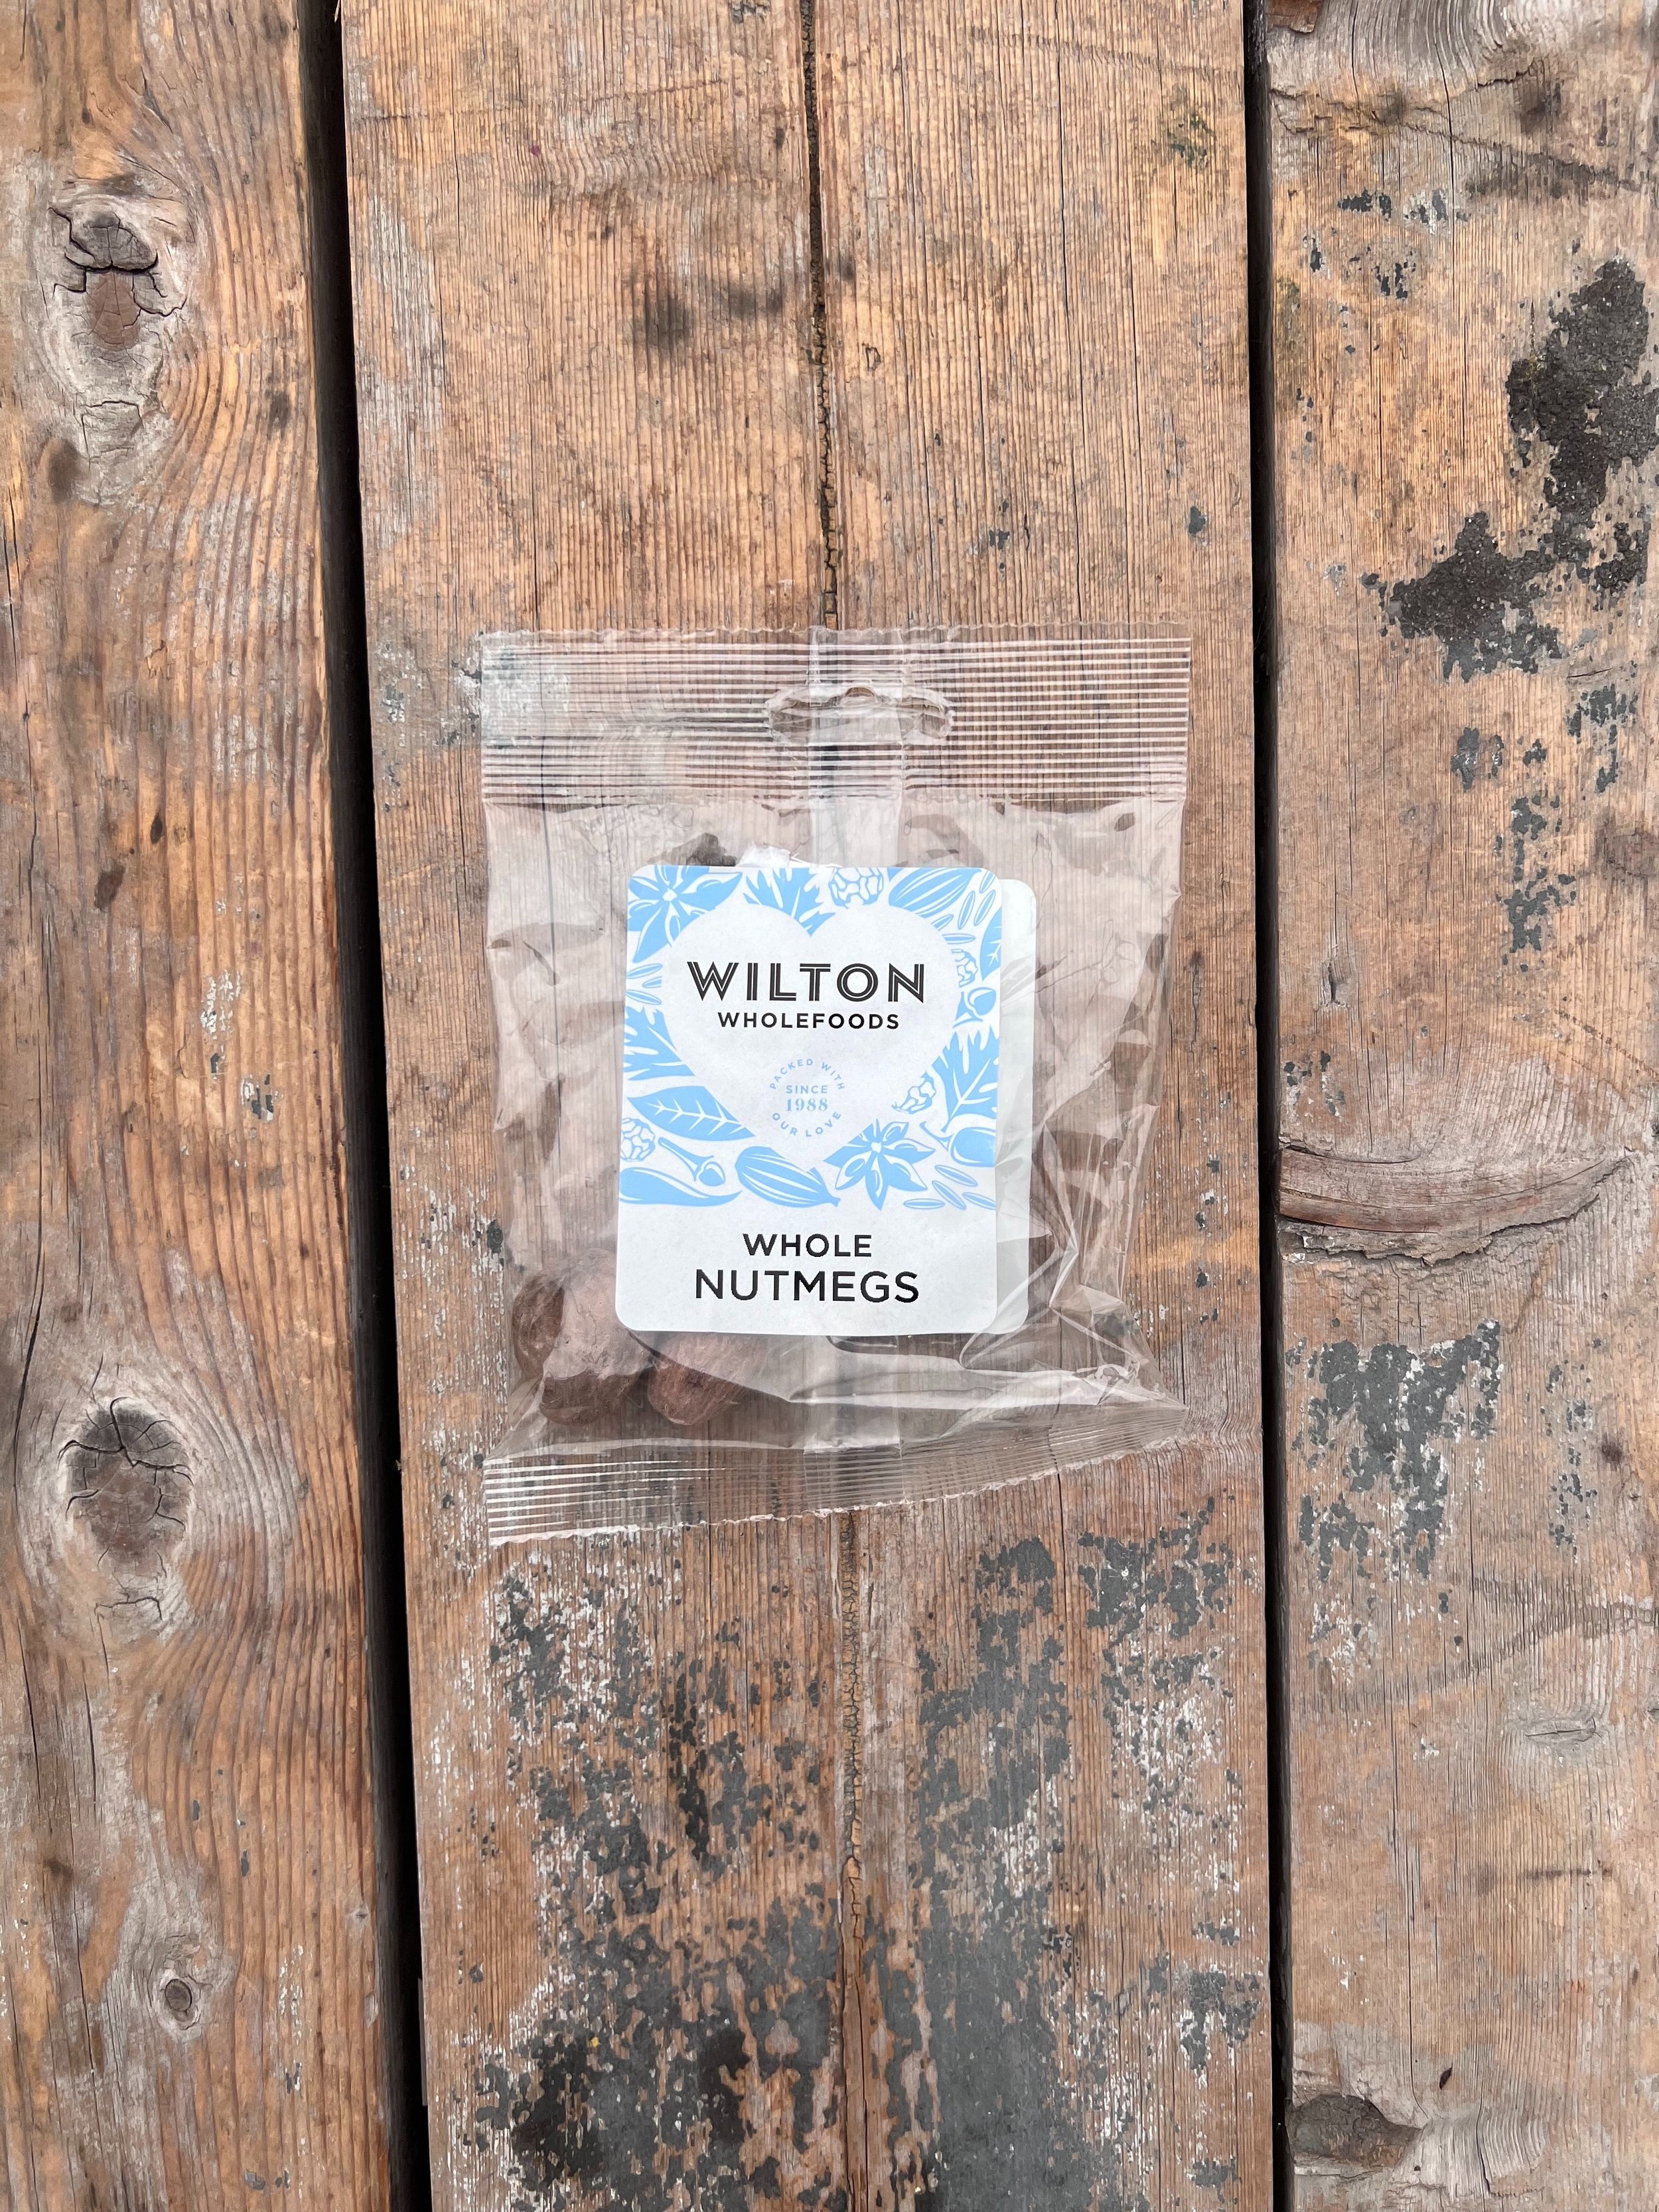 WILTON
WHOLEFOODS
PACKED WITH
SINCE
1988
OUR LOVE
WHOLE
NUTMEGS